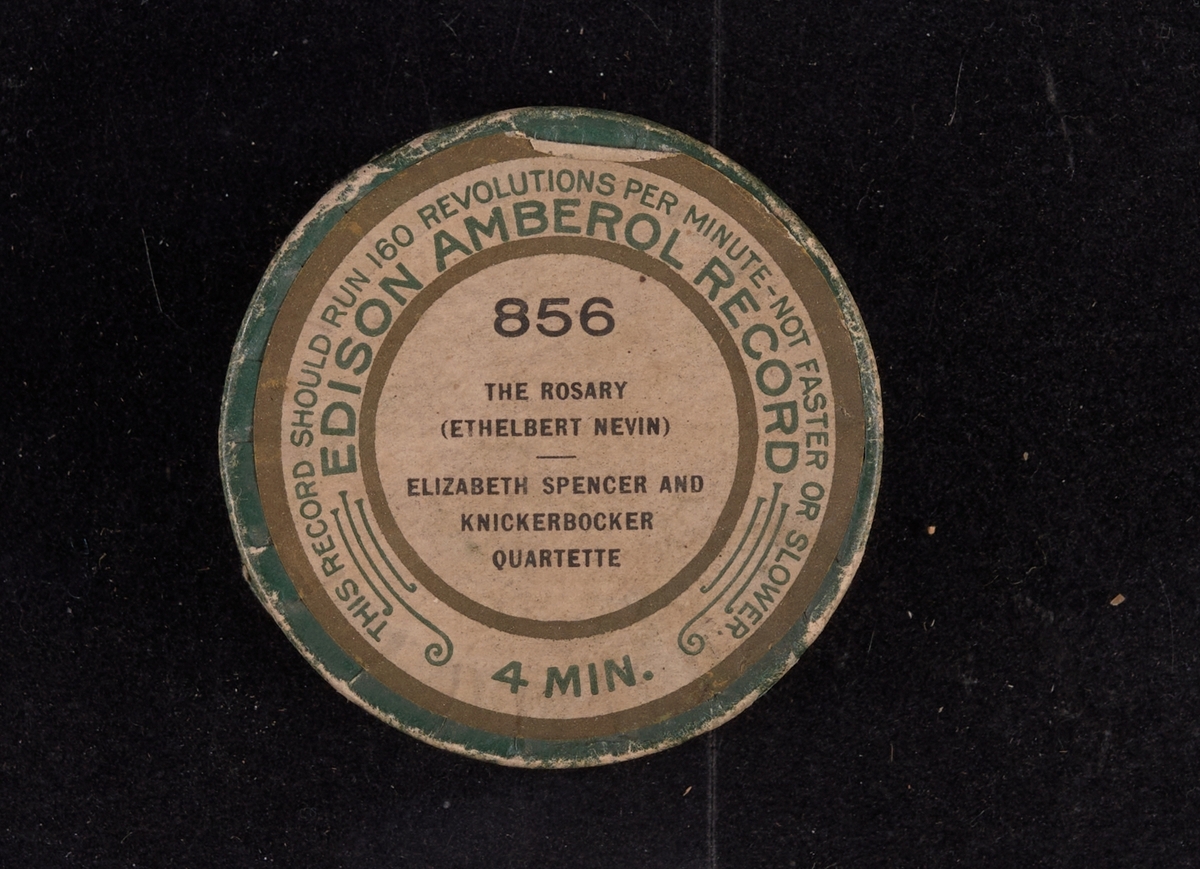 THIS RECORD SHOULD RUN 160 REVOLUTIONS PER MINUTE-NOT FASTER OR SLOWER.
EDISON AMBEROL RECORD
856
THE ROSARY
(ETHELBERT NEVIN)
ELIZABETH SPENCER AND
KNICKERBOCKER
QUARTETTE
4 MIN.